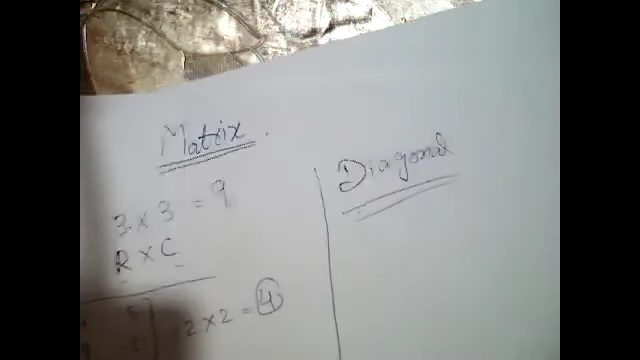 Matrix.
Diagonal
3 × 3 = 9
R × C
2 × 2 = 4